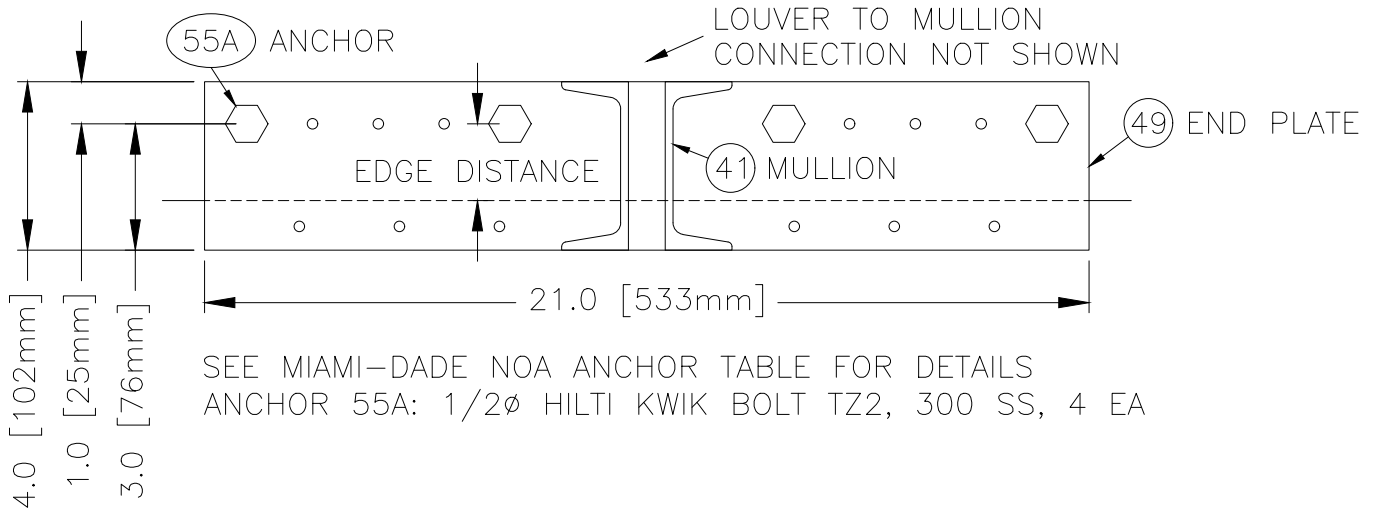 LOUVER TO MULLION
CONNECTION NOT SHOWN
55A ANCHOR
49 END PLATE
EDGE DISTANCE
41 MULLION
4.0 [102mm]
1.0 [25mm]
3.0 [76mm]
21.0 [533mm]
SEE MIAMI-DADE NOA ANCHOR TABLE FOR DETAILS
ANCHOR 55A: 1/2ø HILTI KWIK BOLT TZ2, 300 SS, 4 EA